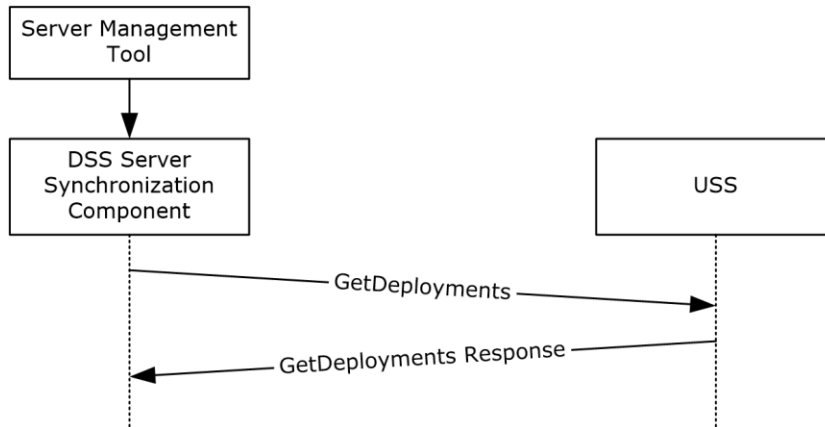 Server Management
Tool
DSS Server
Synchronization
Component
USS
GetDeployments
GetDeployments Response